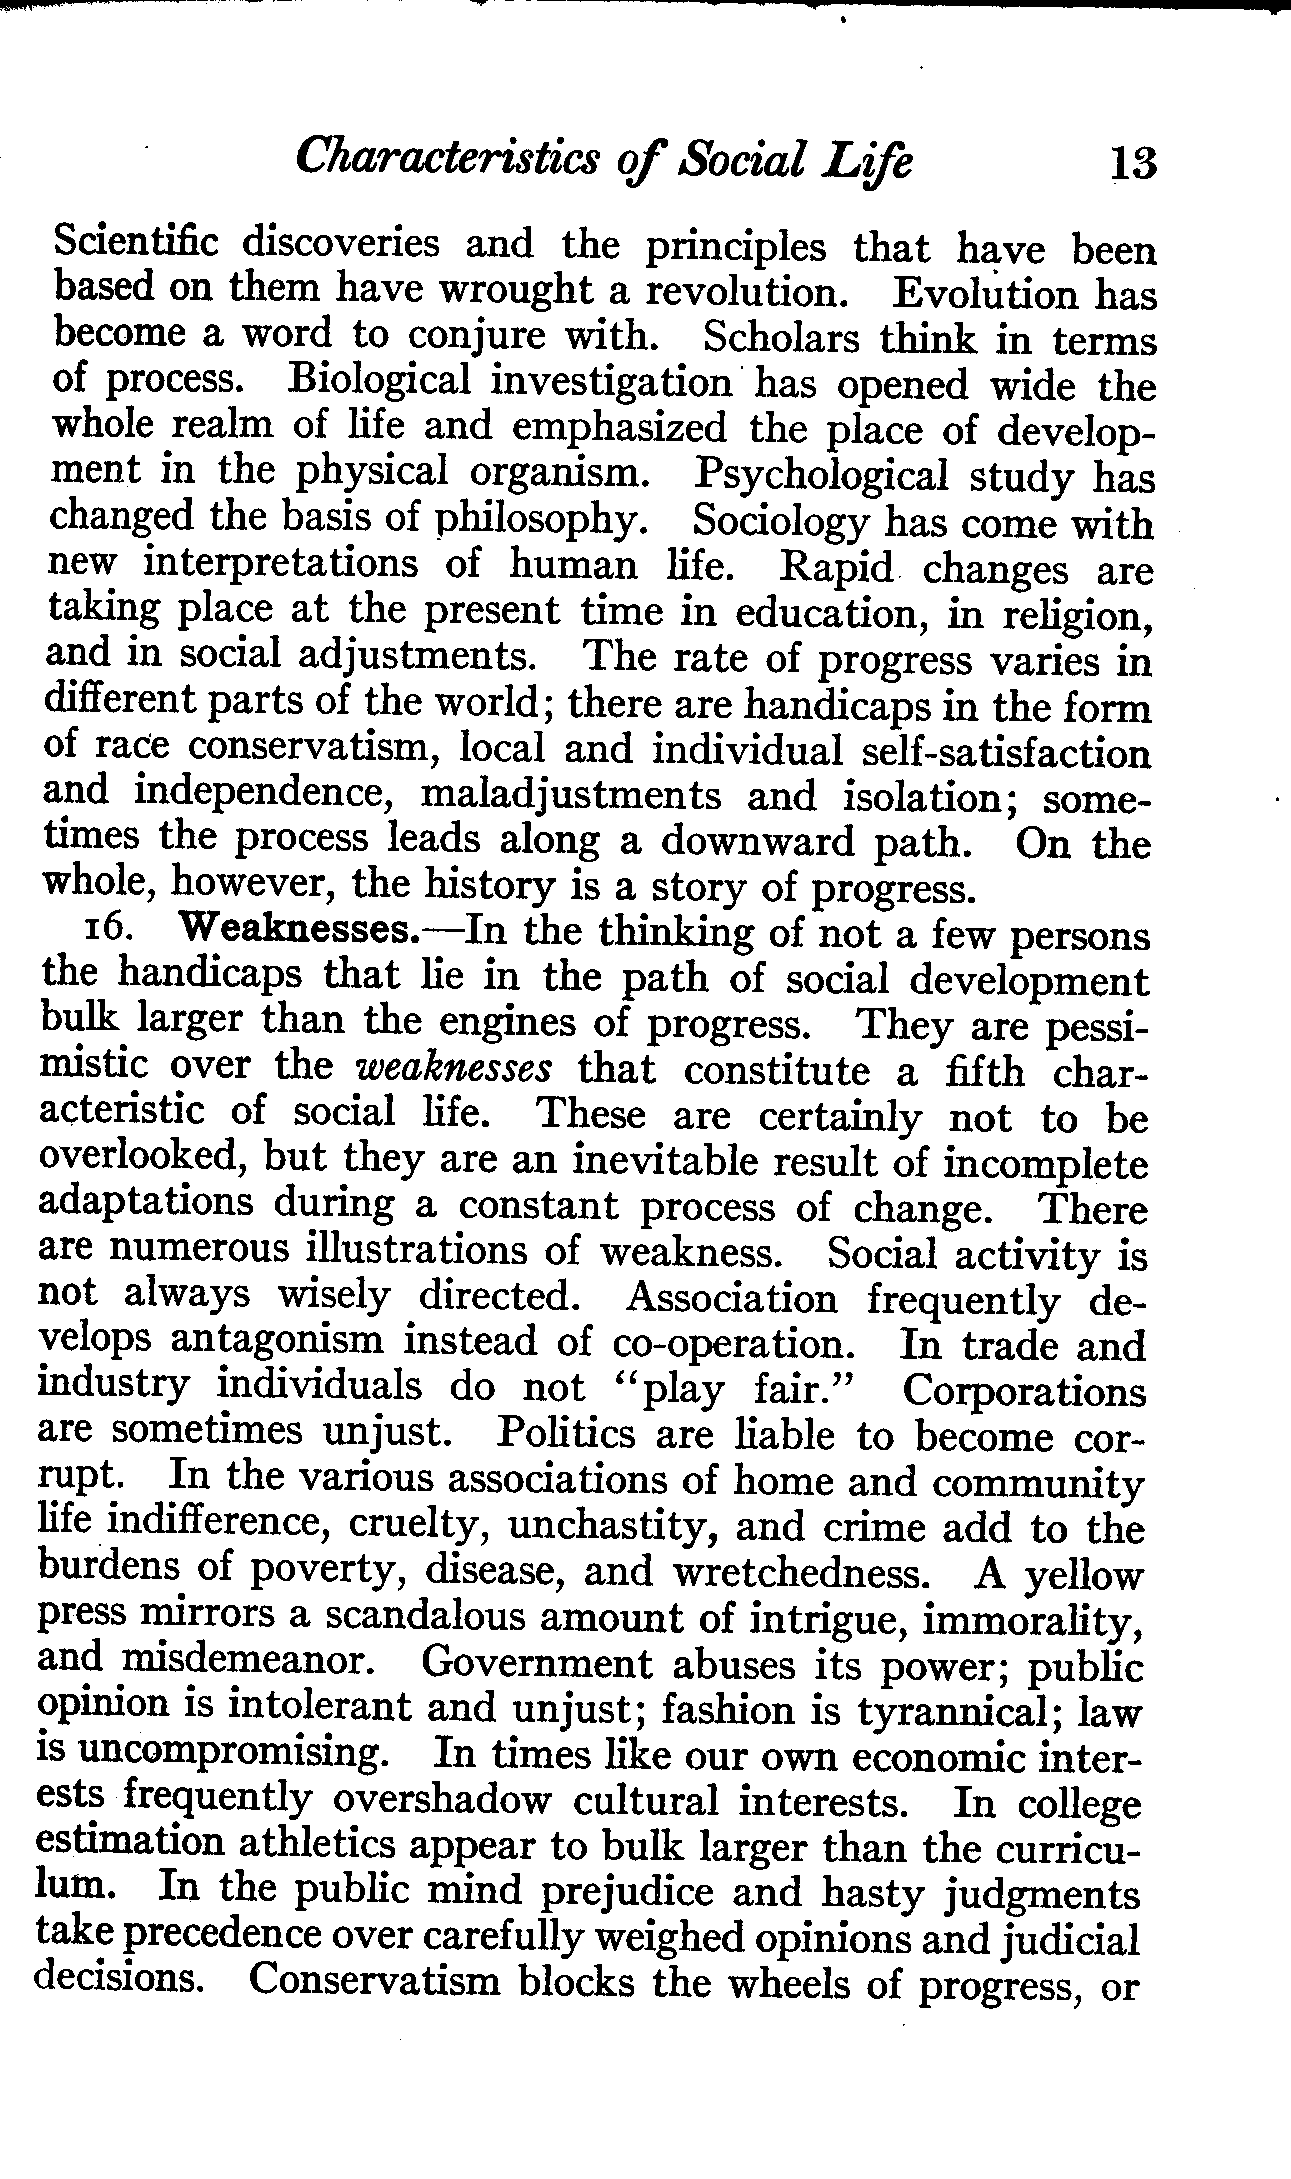 Characteristics of Social Life 13
Scientific discoveries and the principles that have been
based on them have wrought a revolution. Evolution has
become a word to conjure with. Scholars think in terms
of process. Biological investigation has opened wide the
whole realm of life and emphasized the place of develop-
ment in the physical organism. Psychological study has
changed the basis of philosophy. Sociology has come with
new interpretations of human life. Rapid changes are
taking place at the present time in education, in religion,
and in social adjustments. The rate of progress varies in
different parts of the world; there are handicaps in the form
of race conservatism, local and individual self-satisfaction
and independence, maladjustments and isolation; some-
times the process leads along a downward path. On the
whole, however, the history is a story of progress.
16. Weaknesses.—In the thinking of not a few persons
the handicaps that lie in the path of social development
bulk larger than the engines of progress. They are pessi-
mistic over the weaknesses that constitute a fifth char-
acteristic of social life. These are certainly not to be
overlooked, but they are an inevitable result of incomplete
adaptations during a constant process of change. There
are numerous illustrations of weakness. Social activity is
not always wisely directed. Association frequently de-
velops antagonism instead of co-operation. In trade and
industry individuals do not “play fair.” Corporations
are sometimes unjust. Politics are liable to become cor-
rupt. In the various associations of home and community
life indifference, cruelty, unchastity, and crime add to the
burdens of poverty, disease, and wretchedness. A yellow
press mirrors a scandalous amount of intrigue, immorality,
and misdemeanor. Government abuses its power; public
opinion is intolerant and unjust; fashion is tyrannical; law
is uncompromising. In times like our own economic inter-
ests frequently overshadow cultural interests. In college
estimation athletics appear to bulk larger than the curricu-
lum. In the public mind prejudice and hasty judgments
take precedence over carefully weighed opinions and judicial
decisions. Conservatism blocks the wheels of progress, or